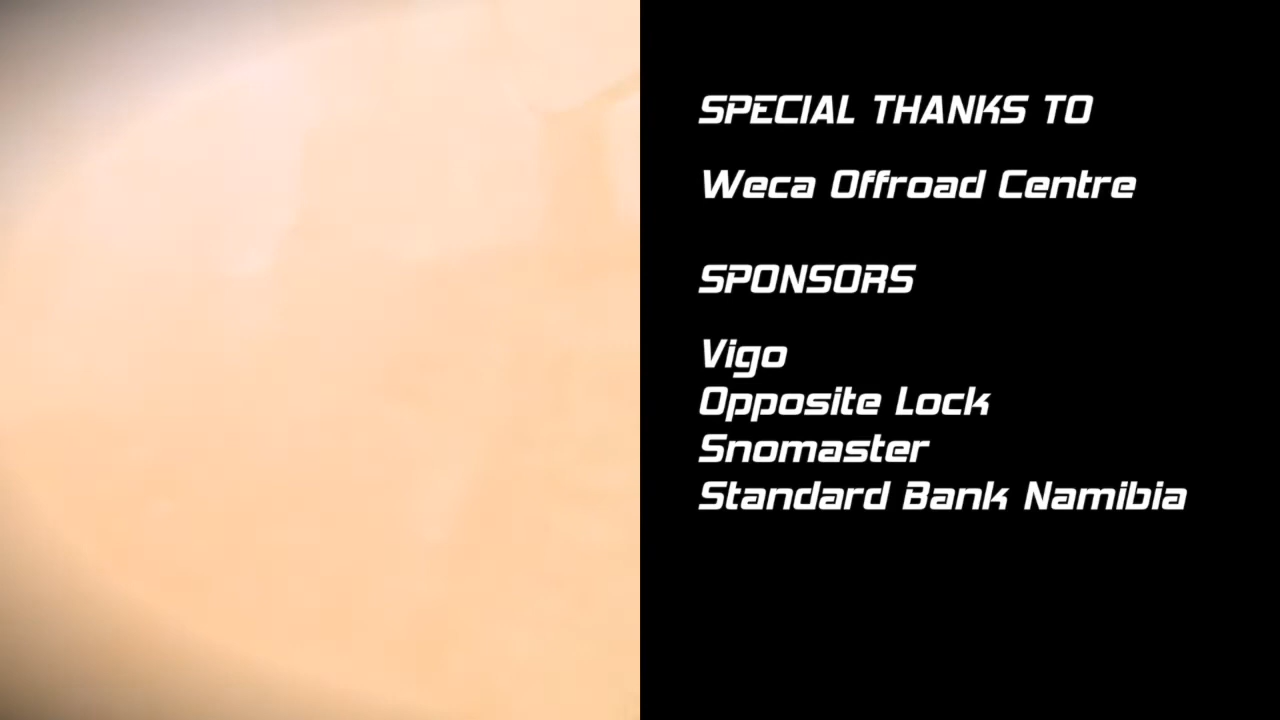 SPECIAL THANKS TO
Weca Offroad Centre
SPONSORS
Vigo
Opposite Lock
Snomaster
Standard Bank Namibia